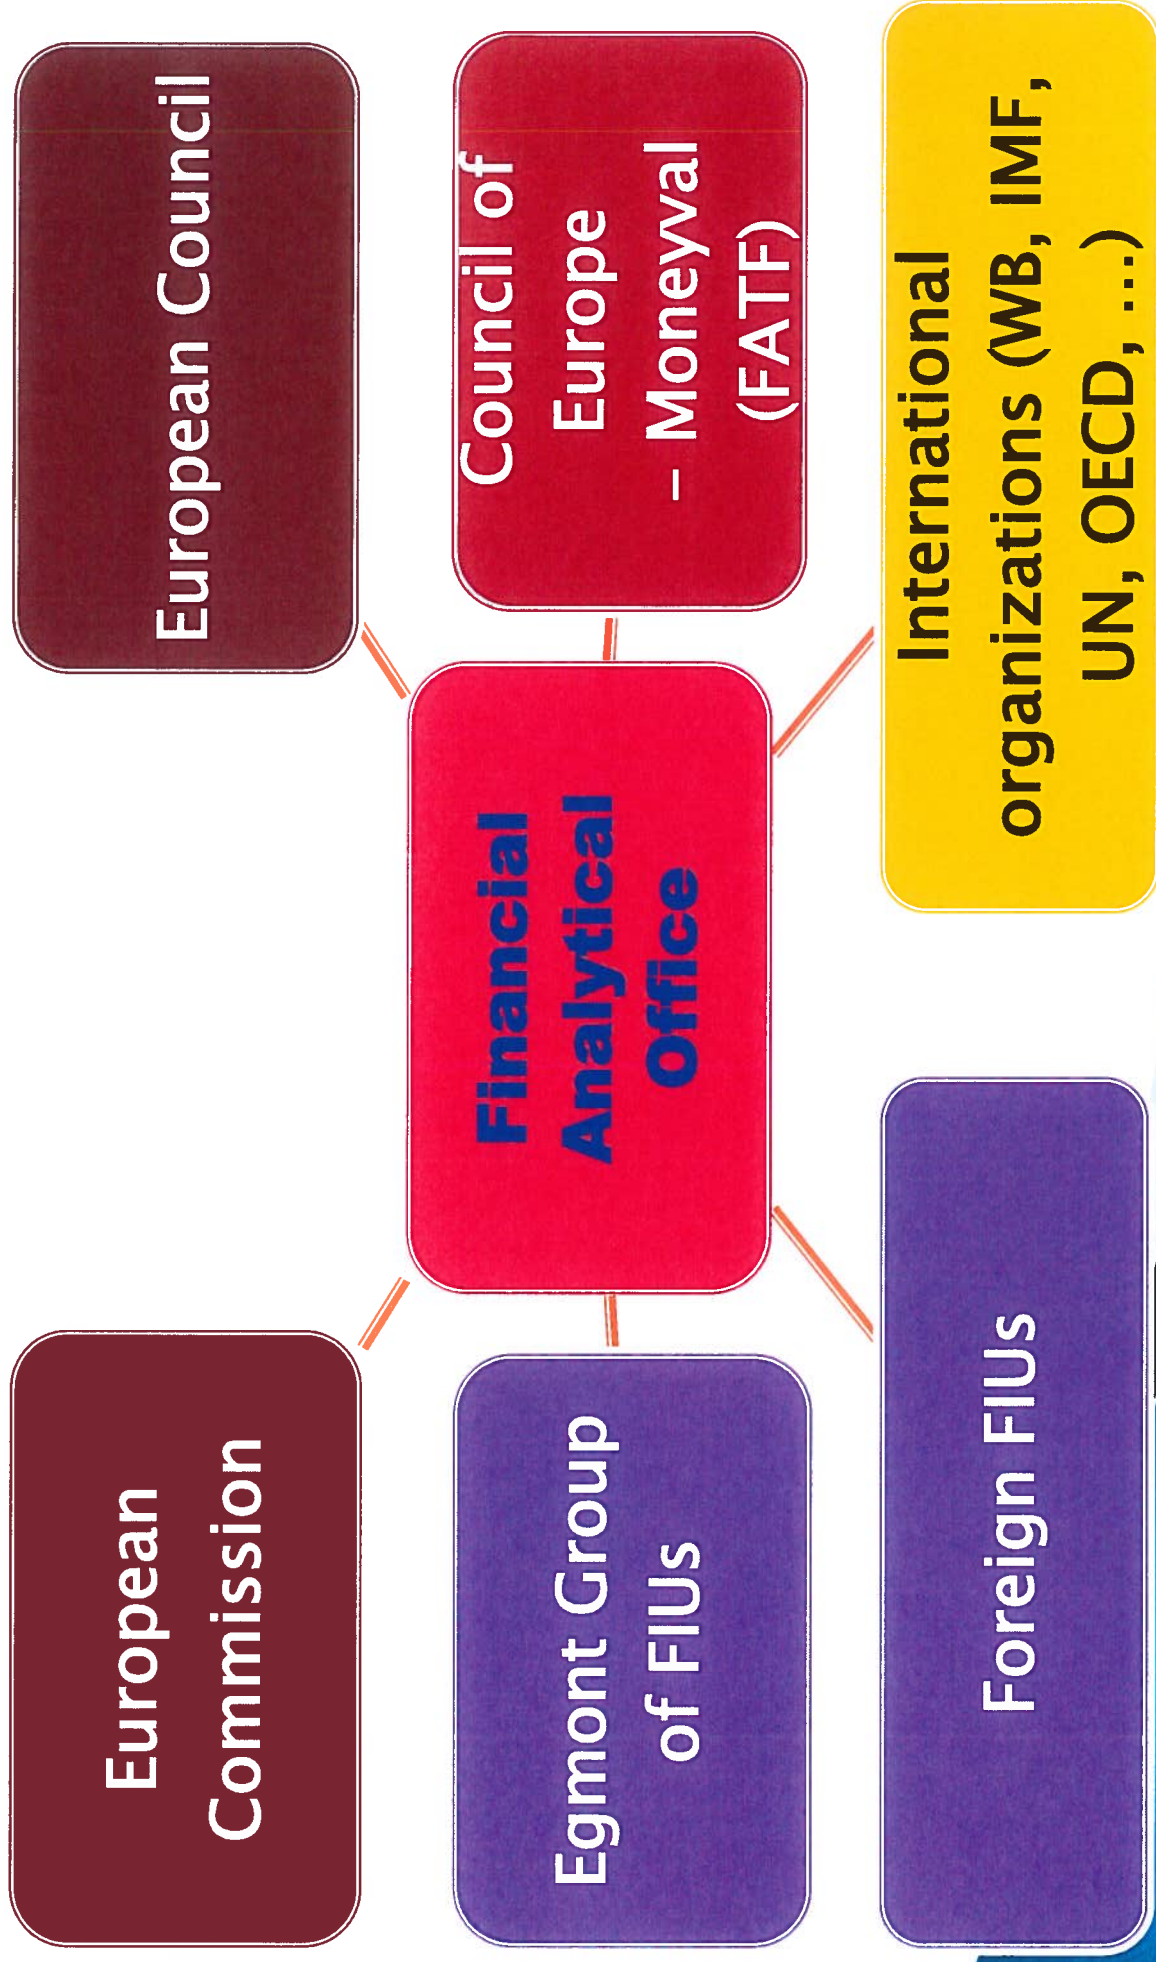 European
Commission
European Council
Financial
Analytical
Office
Egmont Group
of FIUs
Council of
Europe
– Moneyval
(FATF)
Foreign FIUs
International
organizations (WB, IMF,
UN, OECD, ...)